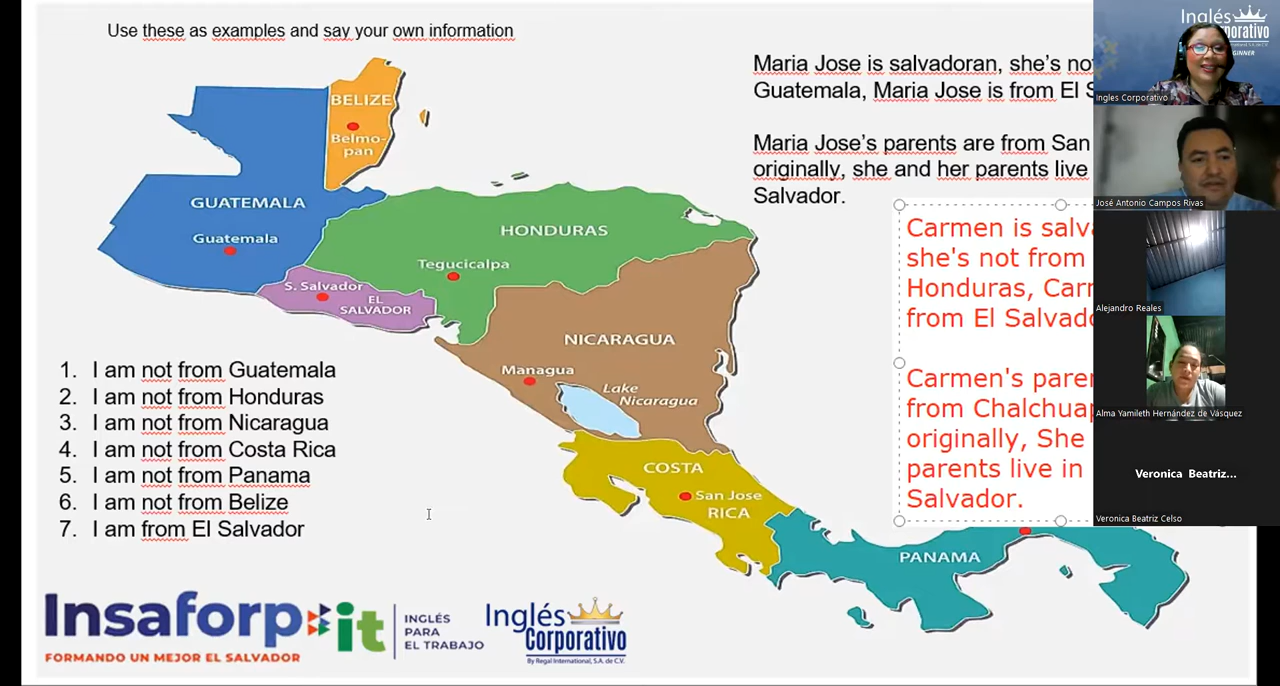 Use these as examples and say your own information
Maria Jose is salvadoran, she's
Guatemala, Maria Jose is from El
Maria Jose's parents are from San
originally, she and her parents live
Salvador.
Carmen is
she's not from
Honduras,
from El
Carmen's
from
originally, She
parents live in
Salvador.
BELIZE
Belmo-
pan
GUATEMALA
Guatemala
HONDURAS
Tegucicalpa
S. Salvador
EL
SALVADOR
NICARAGUA
Managua
Lake
Nicaragua
COSTA
San Jose
RICA
PANAMA
1. I am not from Guatemala
2. I am not from Honduras
3. I am not from Nicaragua
4. I am not from Costa Rica
5. I am not from Panama
6. I am not from Belize
7. I am from El Salvador
Insaforp it
FORMANDO UN MEJOR EL SALVADOR
INGLÉS
PARA
EL TRABAJO
Inglés
Corporativo
By Regal International, S.A. de C.V.
Inglés
Ingles Corporativo
José Antonio Campos Rivas
Alejandro Reales
Alma Yamileth Hernández de Vásquez
Veronica Beatriz...
Veronica Beatriz Celso